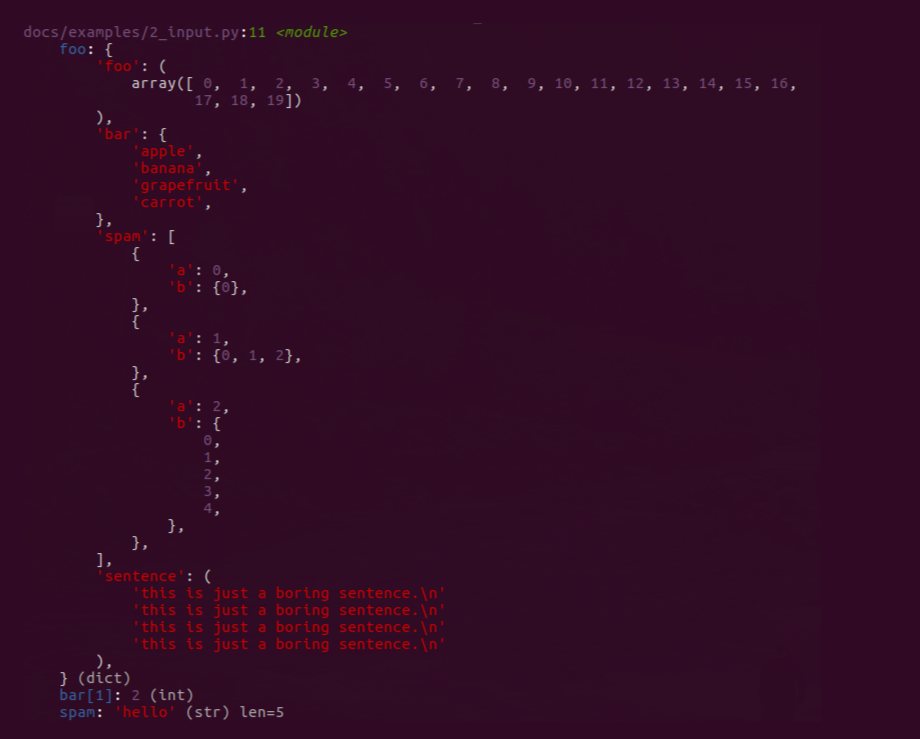 docs/examples/2_input.py:11 <module>
    foo: {
        'foo': (
            array([ 0,  1,  2,  3,  4,  5,  6,  7,  8,  9, 10, 11, 12, 13, 14, 15, 16,
                   17, 18, 19])
        ),
        'bar': {
            'apple',
            'banana',
            'grapefruit',
            'carrot',
        },
        'spam': [
            {
                'a': 0,
                'b': {0},
            },
            {
                'a': 1,
                'b': {0, 1, 2},
            },
            {
                'a': 2,
                'b': {
                    0,
                    1,
                    2,
                    3,
                    4,
                },
            },
        ],
        'sentence': (
            'this is just a boring sentence.\n'
            'this is just a boring sentence.\n'
            'this is just a boring sentence.\n'
            'this is just a boring sentence.\n'
        ),
    } (dict)
    bar[1]: 2 (int)
    spam: 'hello' (str) len=5